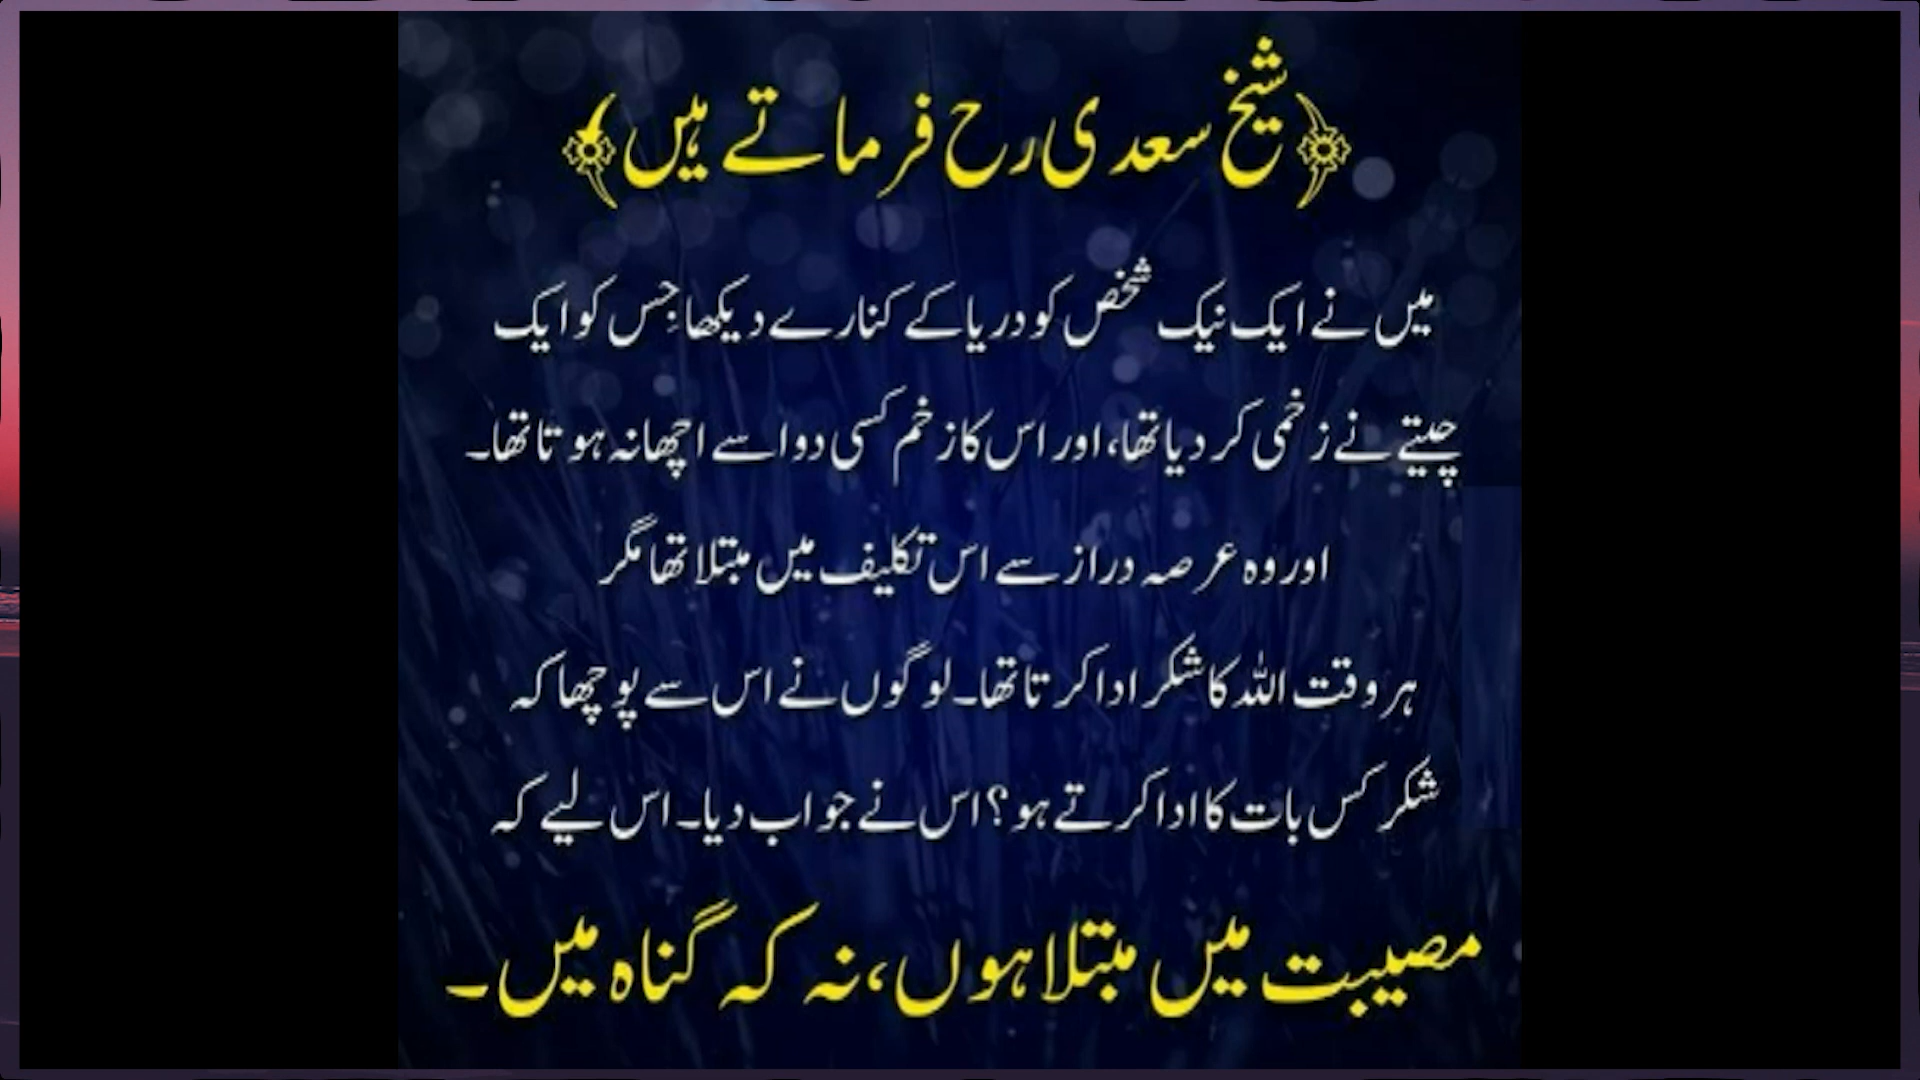 ﴿شیخ سعدی رح فرماتے ہیں﴾
میں نے ایک نیک شخص کو دریا کے کنارے دیکھا جِس کو ایک
چیتے نے زخمی کر دیا تھا، اور اس کا زخم کسی دوا سے اچھا نہ ہوتا تھا۔
اور وہ عرصہ دراز سے اس تکلیف میں مبتلا تھا مگر
ہر وقت اللہ کا شکر ادا کرتا تھا۔ لوگوں نے اس سے پوچھا کہ
شکر کس بات کا ادا کرتے ہو؟ اس نے جواب دیا۔ اس لیے کہ
مصیبت میں مبتلا ہوں، نہ کہ گناہ میں۔